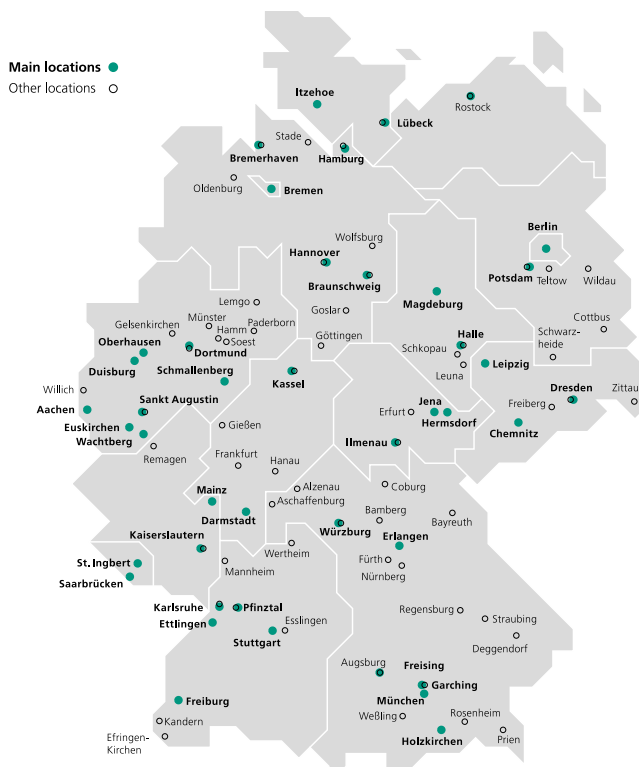 Main locations
Other locations
Itzehoe
Rostock
Lübeck
Stade
Bremerhaven
Hamburg
Oldenburg
Bremen
Berlin
Wolfsburg
Hannover
Potsdam
Teltow
Wildau
Braunschweig
Magdeburg
Lemgo
Goslar
Münster
Paderborn
Gelsenkirchen
Hamm
Cottbus
Soest
Göttingen
Halle
Schwarz-
heide
Oberhausen
Dortmund
Schkopau
Leipzig
Duisburg
Schmallenberg
Kassel
Leuna
Willich
Dresden
Zittau
Aachen
Sankt Augustin
Jena
Erfurt
Freiberg
Euskirchen
Gießen
Hermsdorf
Chemnitz
Wachtberg
Ilmenau
Remagen
Frankfurt
Hanau
Coburg
Alzenau
Mainz
Aschaffenburg
Bamberg
Bayreuth
Darmstadt
Würzburg
Erlangen
Kaiserslautern
Wertheim
St. Ingbert
Fürth
Mannheim
Nürnberg
Saarbrücken
Karlsruhe
Pfinztal
Regensburg
Straubing
Ettlingen
Esslingen
Stuttgart
Deggendorf
Augsburg
Freising
Garching
Freiburg
München
Kandern
Weßling
Rosenheim
Efringen-
Kirchen
Holzkirchen
Prien